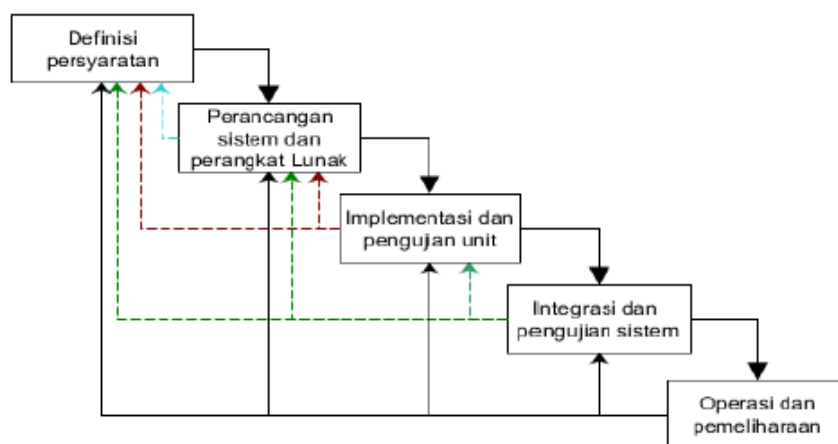 Definisi
persyaratan
Perancangan
sistem dan
perangkat Lunak
Implementasi dan
pengujian unit
Integrasi dan
pengujian sistem
Operasi dan
pemeliharaan